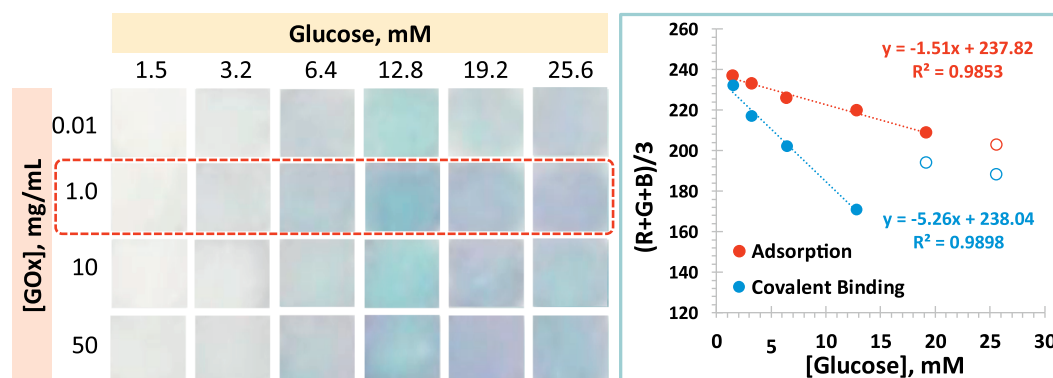 Glucose, mM
1.5 3.2 6.4 12.8 19.2 25.6
[GOx], mg/mL
0.01
1.0
10
50
(R+G+B)/3
260
240
220
200
180
160
140
120
y = -1.51x + 237.82
R² = 0.9853
y = -5.26x + 238.04
R² = 0.9898
Adsorption
Covalent Binding
0 5 10 15 20 25 30
[Glucose], mM